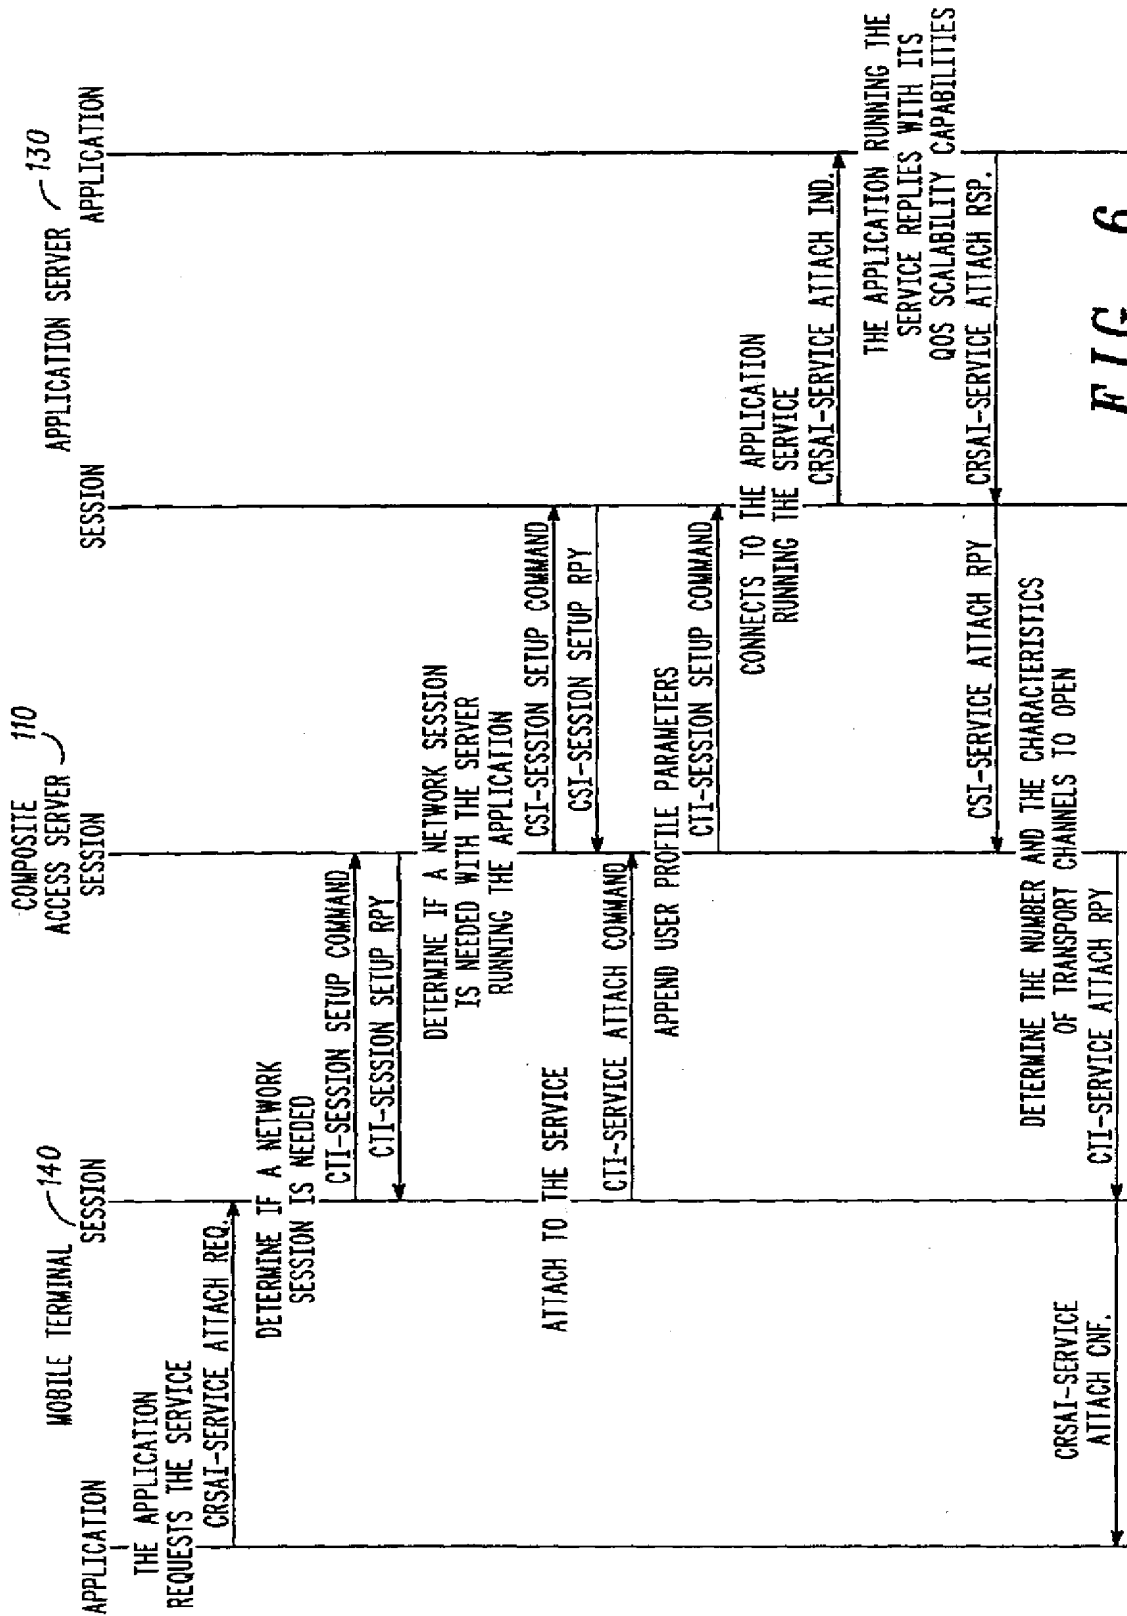 COMPOSITE
MOBILE TERMINAL 140
ACCESS SERVER 110
APPLICATION SERVER 130
APPLICATION
SESSION
SESSION
SESSION
APPLICATION
THE APPLICATION
REQUESTS THE SERVICE
CRSAI-SERVICE ATTACH REQ.
DETERMINE IF A NETWORK
SESSION IS NEEDED
CTI-SESSION SETUP COMMAND
CTI-SESSION SETUP RPY
DETERMINE IF A NETWORK SESSION
IS NEEDED WITH THE SERVER
RUNNING THE APPLICATION
CSI-SESSION SETUP COMMAND
CSI-SESSION SETUP RPY
ATTACH TO THE SERVICE
CTI-SERVICE ATTACH COMMAND
APPEND USER PROFILE PARAMETERS
CTI-SESSION SETUP COMMAND
CONNECTS TO THE APPLICATION
RUNNING THE SERVICE
CRSAI-SERVICE ATTACH IND.
THE APPLICATION RUNNING THE
SERVICE REPLIES WITH ITS
QOS SCALABILITY CAPABILITIES
CRSAI-SERVICE ATTACH RSP.
CSI-SERVICE ATTACH RPY
DETERMINE THE NUMBER AND THE CHARACTERISTICS
OF TRANSPORT CHANNELS TO OPEN
CTI-SERVICE ATTACH RPY
CRSAI-SERVICE
ATTACH CNF.
FIG. 6